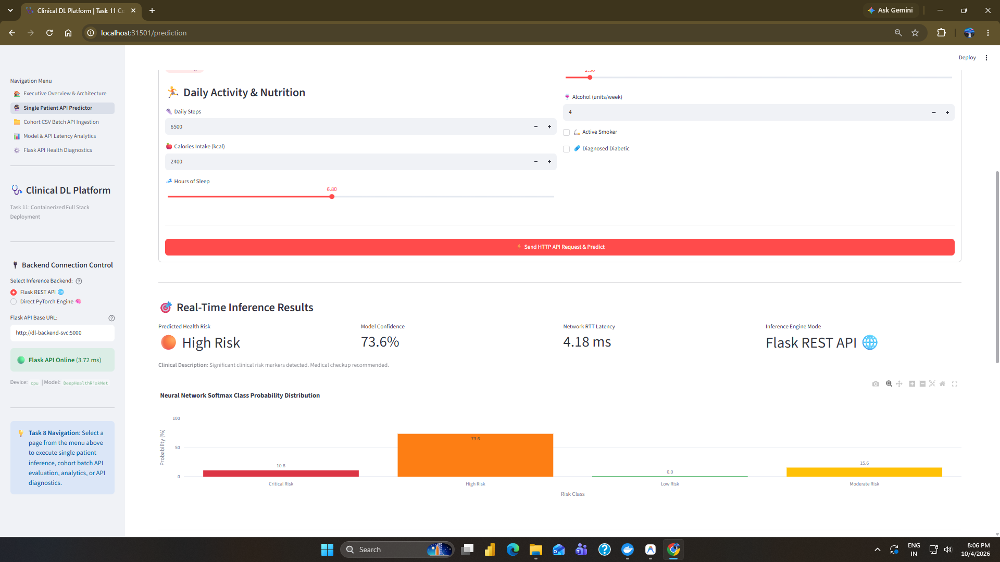 Clinical DL Platform | Task 11 Co
Ask Gemini
localhost:31501/prediction
Deploy
Navigation Menu
Executive Overview & Architecture
Single Patient API Predictor
Cohort CSV Batch API Ingestion
Model & API Latency Analytics
Flask API Health Diagnostics
Clinical DL Platform
Task 11: Containerized Full Stack
Deployment
Backend Connection Control
Select Inference Backend:
Flask REST API
Direct PyTorch Engine
Flask API Base URL:
http://dl-backend-svc:5000
Flask API Online (3.72 ms)
Device: cpu | Model: DeepHealthRiskNet
Task 8 Navigation: Select a
page from the menu above
to execute single patient
inference, cohort batch API
evaluation, analytics, or API
diagnostics.
Daily Activity & Nutrition
Daily Steps
6500
Calories Intake (kcal)
2400
Hours of Sleep
6.80
Alcohol (units/week)
4
Active Smoker
Diagnosed Diabetic
Send HTTP API Request & Predict
Real-Time Inference Results
Predicted Health Risk
High Risk
Model Confidence
73.6%
Network RTT Latency
4.18 ms
Inference Engine Mode
Flask REST API
Clinical Description: Significant clinical risk markers detected. Medical checkup recommended.
Neural Network Softmax Class Probability Distribution
Probability (%)
100
50
0
10.8
73.6
0.0
15.6
Critical Risk
High Risk
Low Risk
Moderate Risk
Risk Class
Search
ENG
IN
8:06 PM
10/4/2026